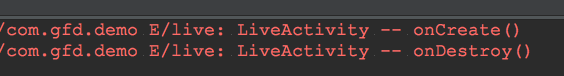 /com.gfd.demo E/live: LiveActivity -- onCreate()
/com.gfd.demo E/live: LiveActivity -- onDestroy()